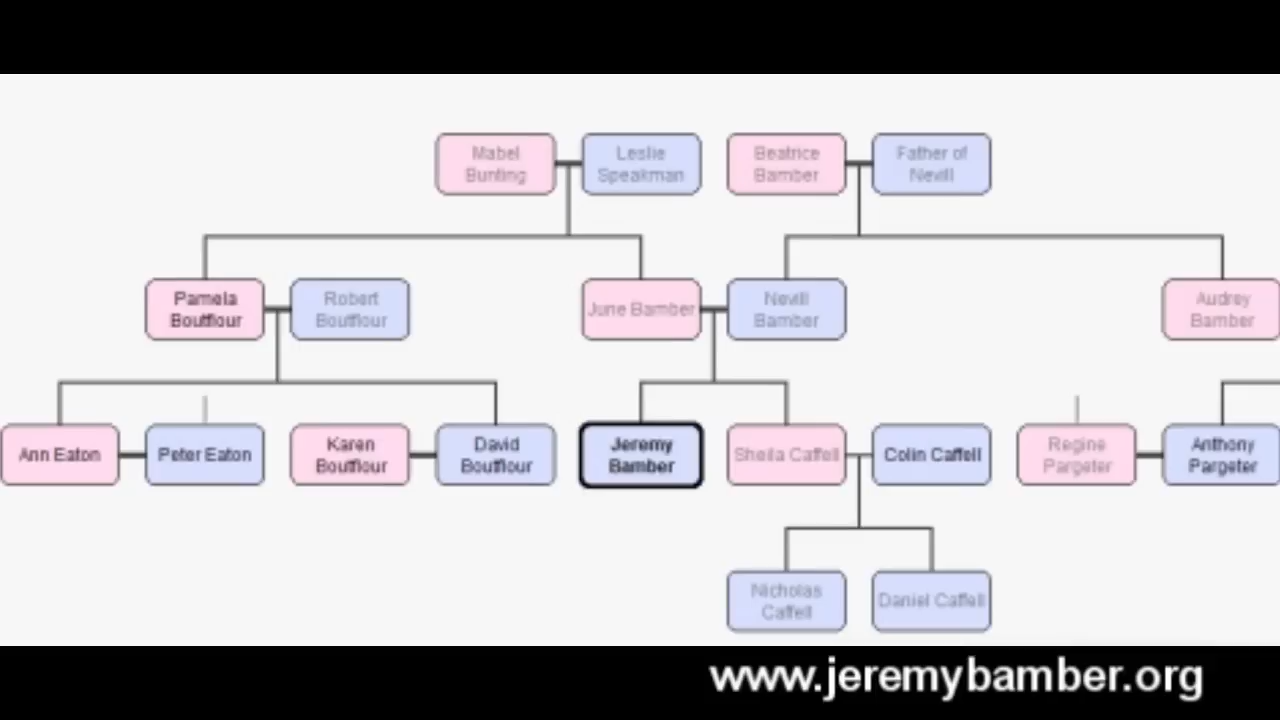 Mabel
Bunting
Leslie
Speakman
Beatrice
Bamber
Father of
Nevill
Pamela
Boutflour
Robert
Boutflour
June Bamber
Nevill
Bamber
Audrey
Bamber
Ann Eaton
Peter Eaton
Karen
Boutflour
David
Boutflour
Jeremy
Bamber
Sheila Caffell
Colin Caffell
Regine
Pargeter
Anthony
Pargeter
Nicholas
Caffell
Daniel Caffell
www.jeremybamber.org